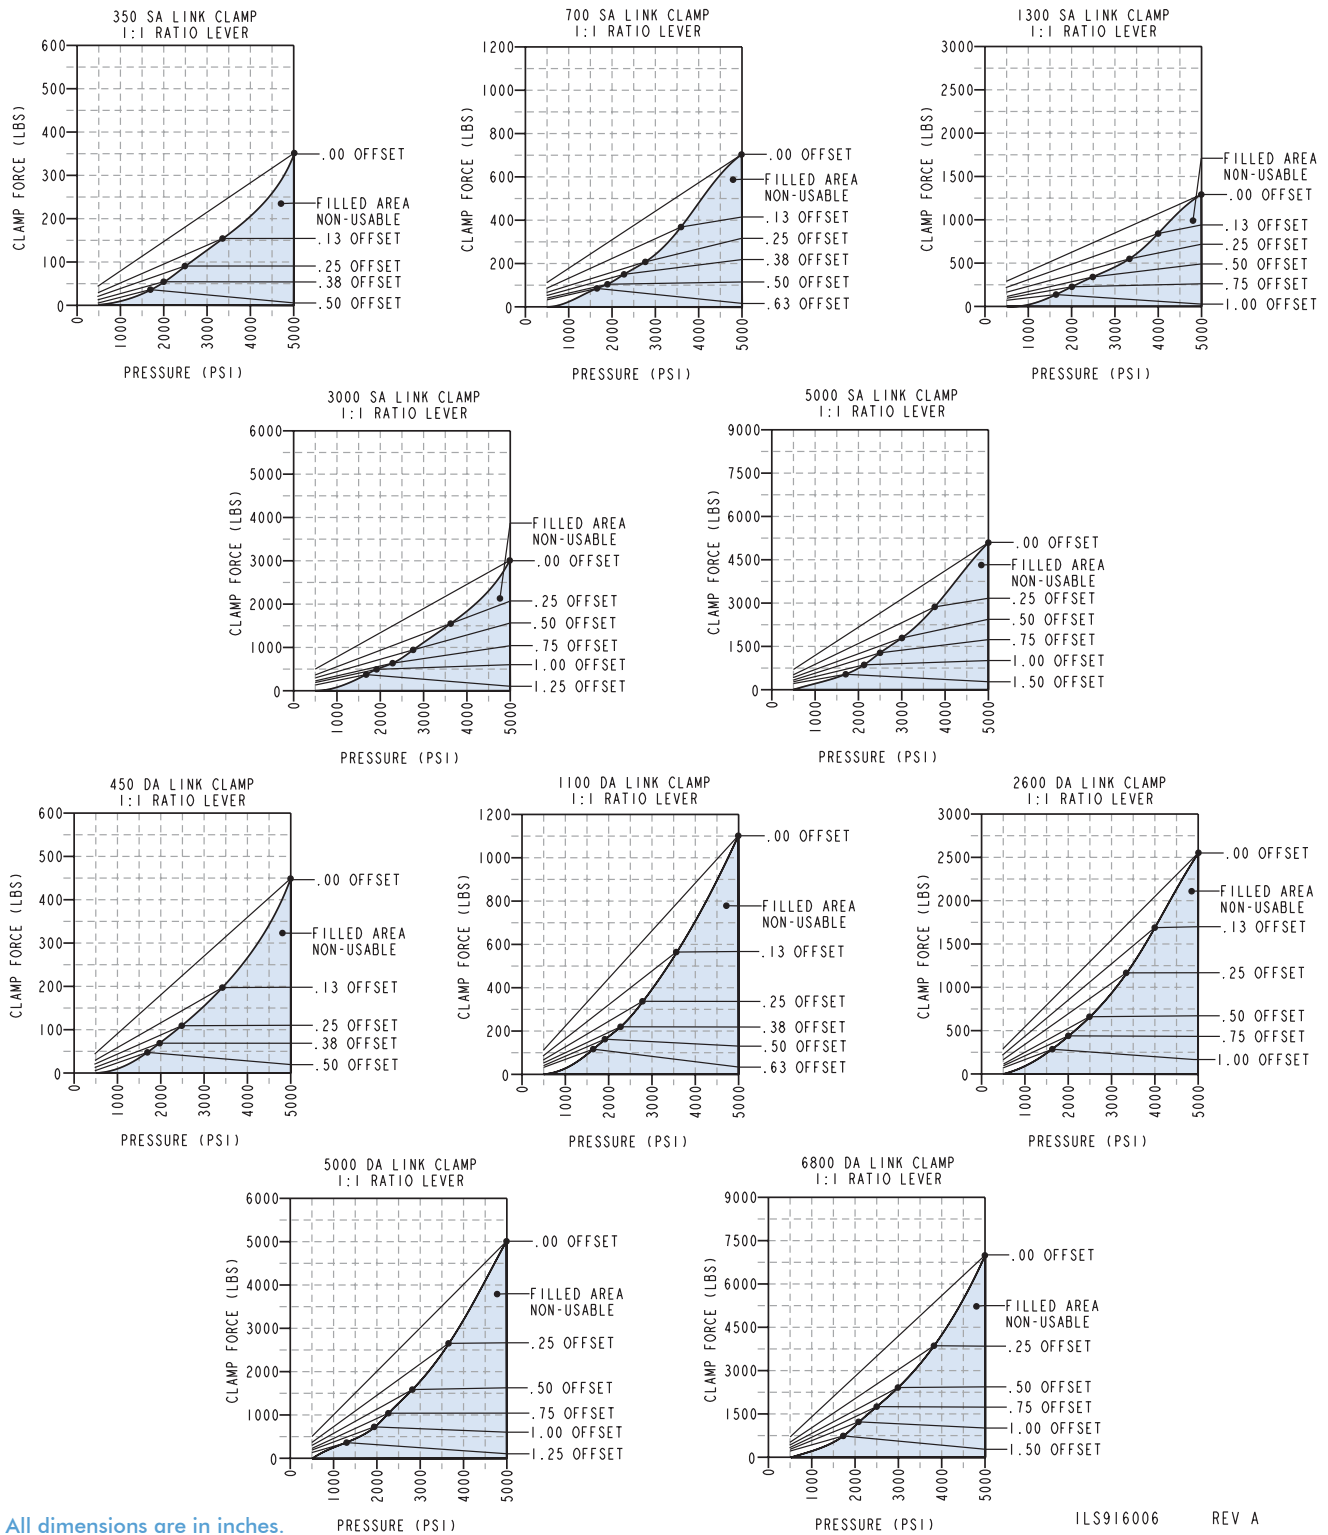 350 SA LINK CLAMP
1:1 RATIO LEVER
600
500
400
300
200
100
0
CLAMP FORCE (LBS)
0
1000
2000
3000
4000
5000
PRESSURE (PSI)
.00 OFFSET
FILLED AREA
NON-USABLE
.13 OFFSET
.25 OFFSET
.38 OFFSET
.50 OFFSET
700 SA LINK CLAMP
1:1 RATIO LEVER
1200
1000
800
600
400
200
0
CLAMP FORCE (LBS)
0
1000
2000
3000
4000
5000
PRESSURE (PSI)
.00 OFFSET
FILLED AREA
NON-USABLE
.13 OFFSET
.25 OFFSET
.38 OFFSET
.50 OFFSET
.63 OFFSET
1300 SA LINK CLAMP
1:1 RATIO LEVER
3000
2500
2000
1500
1000
500
0
CLAMP FORCE (LBS)
0
1000
2000
3000
4000
5000
PRESSURE (PSI)
FILLED AREA
NON-USABLE
.00 OFFSET
.13 OFFSET
.25 OFFSET
.50 OFFSET
.75 OFFSET
1.00 OFFSET
3000 SA LINK CLAMP
1:1 RATIO LEVER
6000
5000
4000
3000
2000
1000
0
CLAMP FORCE (LBS)
0
1000
2000
3000
4000
5000
PRESSURE (PSI)
FILLED AREA
NON-USABLE
.00 OFFSET
.25 OFFSET
.50 OFFSET
.75 OFFSET
1.00 OFFSET
1.25 OFFSET
5000 SA LINK CLAMP
1:1 RATIO LEVER
9000
7500
6000
4500
3000
1500
0
CLAMP FORCE (LBS)
0
1000
2000
3000
4000
5000
PRESSURE (PSI)
.00 OFFSET
FILLED AREA
NON-USABLE
.25 OFFSET
.50 OFFSET
.75 OFFSET
1.00 OFFSET
1.50 OFFSET
450 DA LINK CLAMP
1:1 RATIO LEVER
600
500
400
300
200
100
0
CLAMP FORCE (LBS)
0
1000
2000
3000
4000
5000
PRESSURE (PSI)
.00 OFFSET
FILLED AREA
NON-USABLE
.13 OFFSET
.25 OFFSET
.38 OFFSET
.50 OFFSET
1100 DA LINK CLAMP
1:1 RATIO LEVER
1200
1000
800
600
400
200
0
CLAMP FORCE (LBS)
0
1000
2000
3000
4000
5000
PRESSURE (PSI)
.00 OFFSET
FILLED AREA
NON-USABLE
.13 OFFSET
.25 OFFSET
.38 OFFSET
.50 OFFSET
.63 OFFSET
2600 DA LINK CLAMP
1:1 RATIO LEVER
3000
2500
2000
1500
1000
500
0
CLAMP FORCE (LBS)
0
1000
2000
3000
4000
5000
PRESSURE (PSI)
.00 OFFSET
FILLED AREA
NON-USABLE
.13 OFFSET
.25 OFFSET
.50 OFFSET
.75 OFFSET
1.00 OFFSET
5000 DA LINK CLAMP
1:1 RATIO LEVER
6000
5000
4000
3000
2000
1000
0
CLAMP FORCE (LBS)
0
1000
2000
3000
4000
5000
PRESSURE (PSI)
.00 OFFSET
FILLED AREA
NON-USABLE
.25 OFFSET
.50 OFFSET
.75 OFFSET
1.00 OFFSET
1.25 OFFSET
6800 DA LINK CLAMP
1:1 RATIO LEVER
9000
7500
6000
4500
3000
1500
0
CLAMP FORCE (LBS)
0
1000
2000
3000
4000
5000
PRESSURE (PSI)
.00 OFFSET
FILLED AREA
NON-USABLE
.25 OFFSET
.50 OFFSET
.75 OFFSET
1.00 OFFSET
1.50 OFFSET
All dimensions are in inches.
ILS916006 REV A